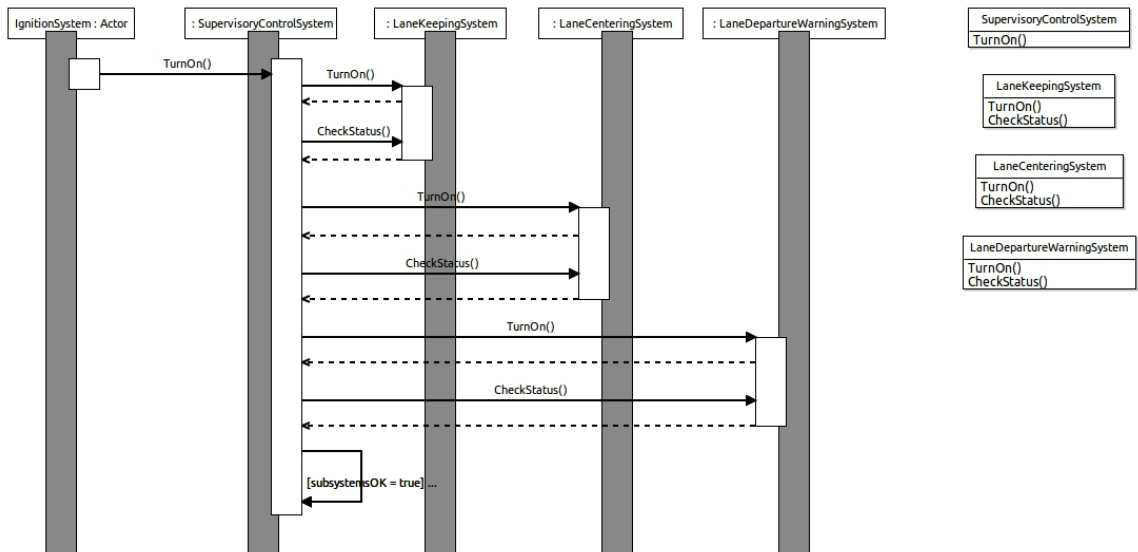 IgnitionSystem : Actor
: SupervisoryControlSystem
: LaneKeepingSystem
: LaneCenteringSystem
: LaneDepartureWarningSystem
TurnOn()
TurnOn()
CheckStatus()
TurnOn()
CheckStatus()
TurnOn()
CheckStatus()
[subsystemsOK = true] ...
SupervisoryControlSystem
TurnOn()
LaneKeepingSystem
TurnOn()
CheckStatus()
LaneCenteringSystem
TurnOn()
CheckStatus()
LaneDepartureWarningSystem
TurnOn()
CheckStatus()